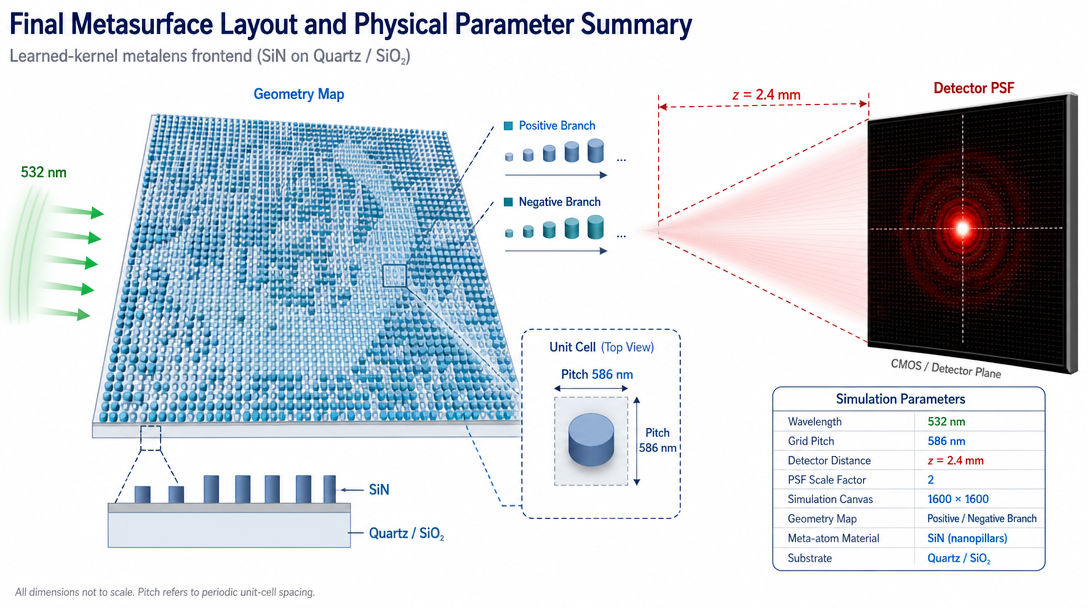 Final Metasurface Layout and Physical Parameter Summary
Learned-kernel metalens frontend (SiN on Quartz / SiO₂)
Geometry Map
532 nm
Positive Branch
...
Negative Branch
...
z = 2.4 mm
Detector PSF
CMOS / Detector Plane
Unit Cell (Top View)
Pitch 586 nm
Pitch
586 nm
SiN
Quartz / SiO₂
Simulation Parameters
Wavelength 532 nm
Grid Pitch 586 nm
Detector Distance z = 2.4 mm
PSF Scale Factor 2
Simulation Canvas 1600 × 1600
Geometry Map Positive / Negative Branch
Meta-atom Material SiN (nanopillars)
Substrate Quartz / SiO₂
All dimensions not to scale. Pitch refers to periodic unit-cell spacing.